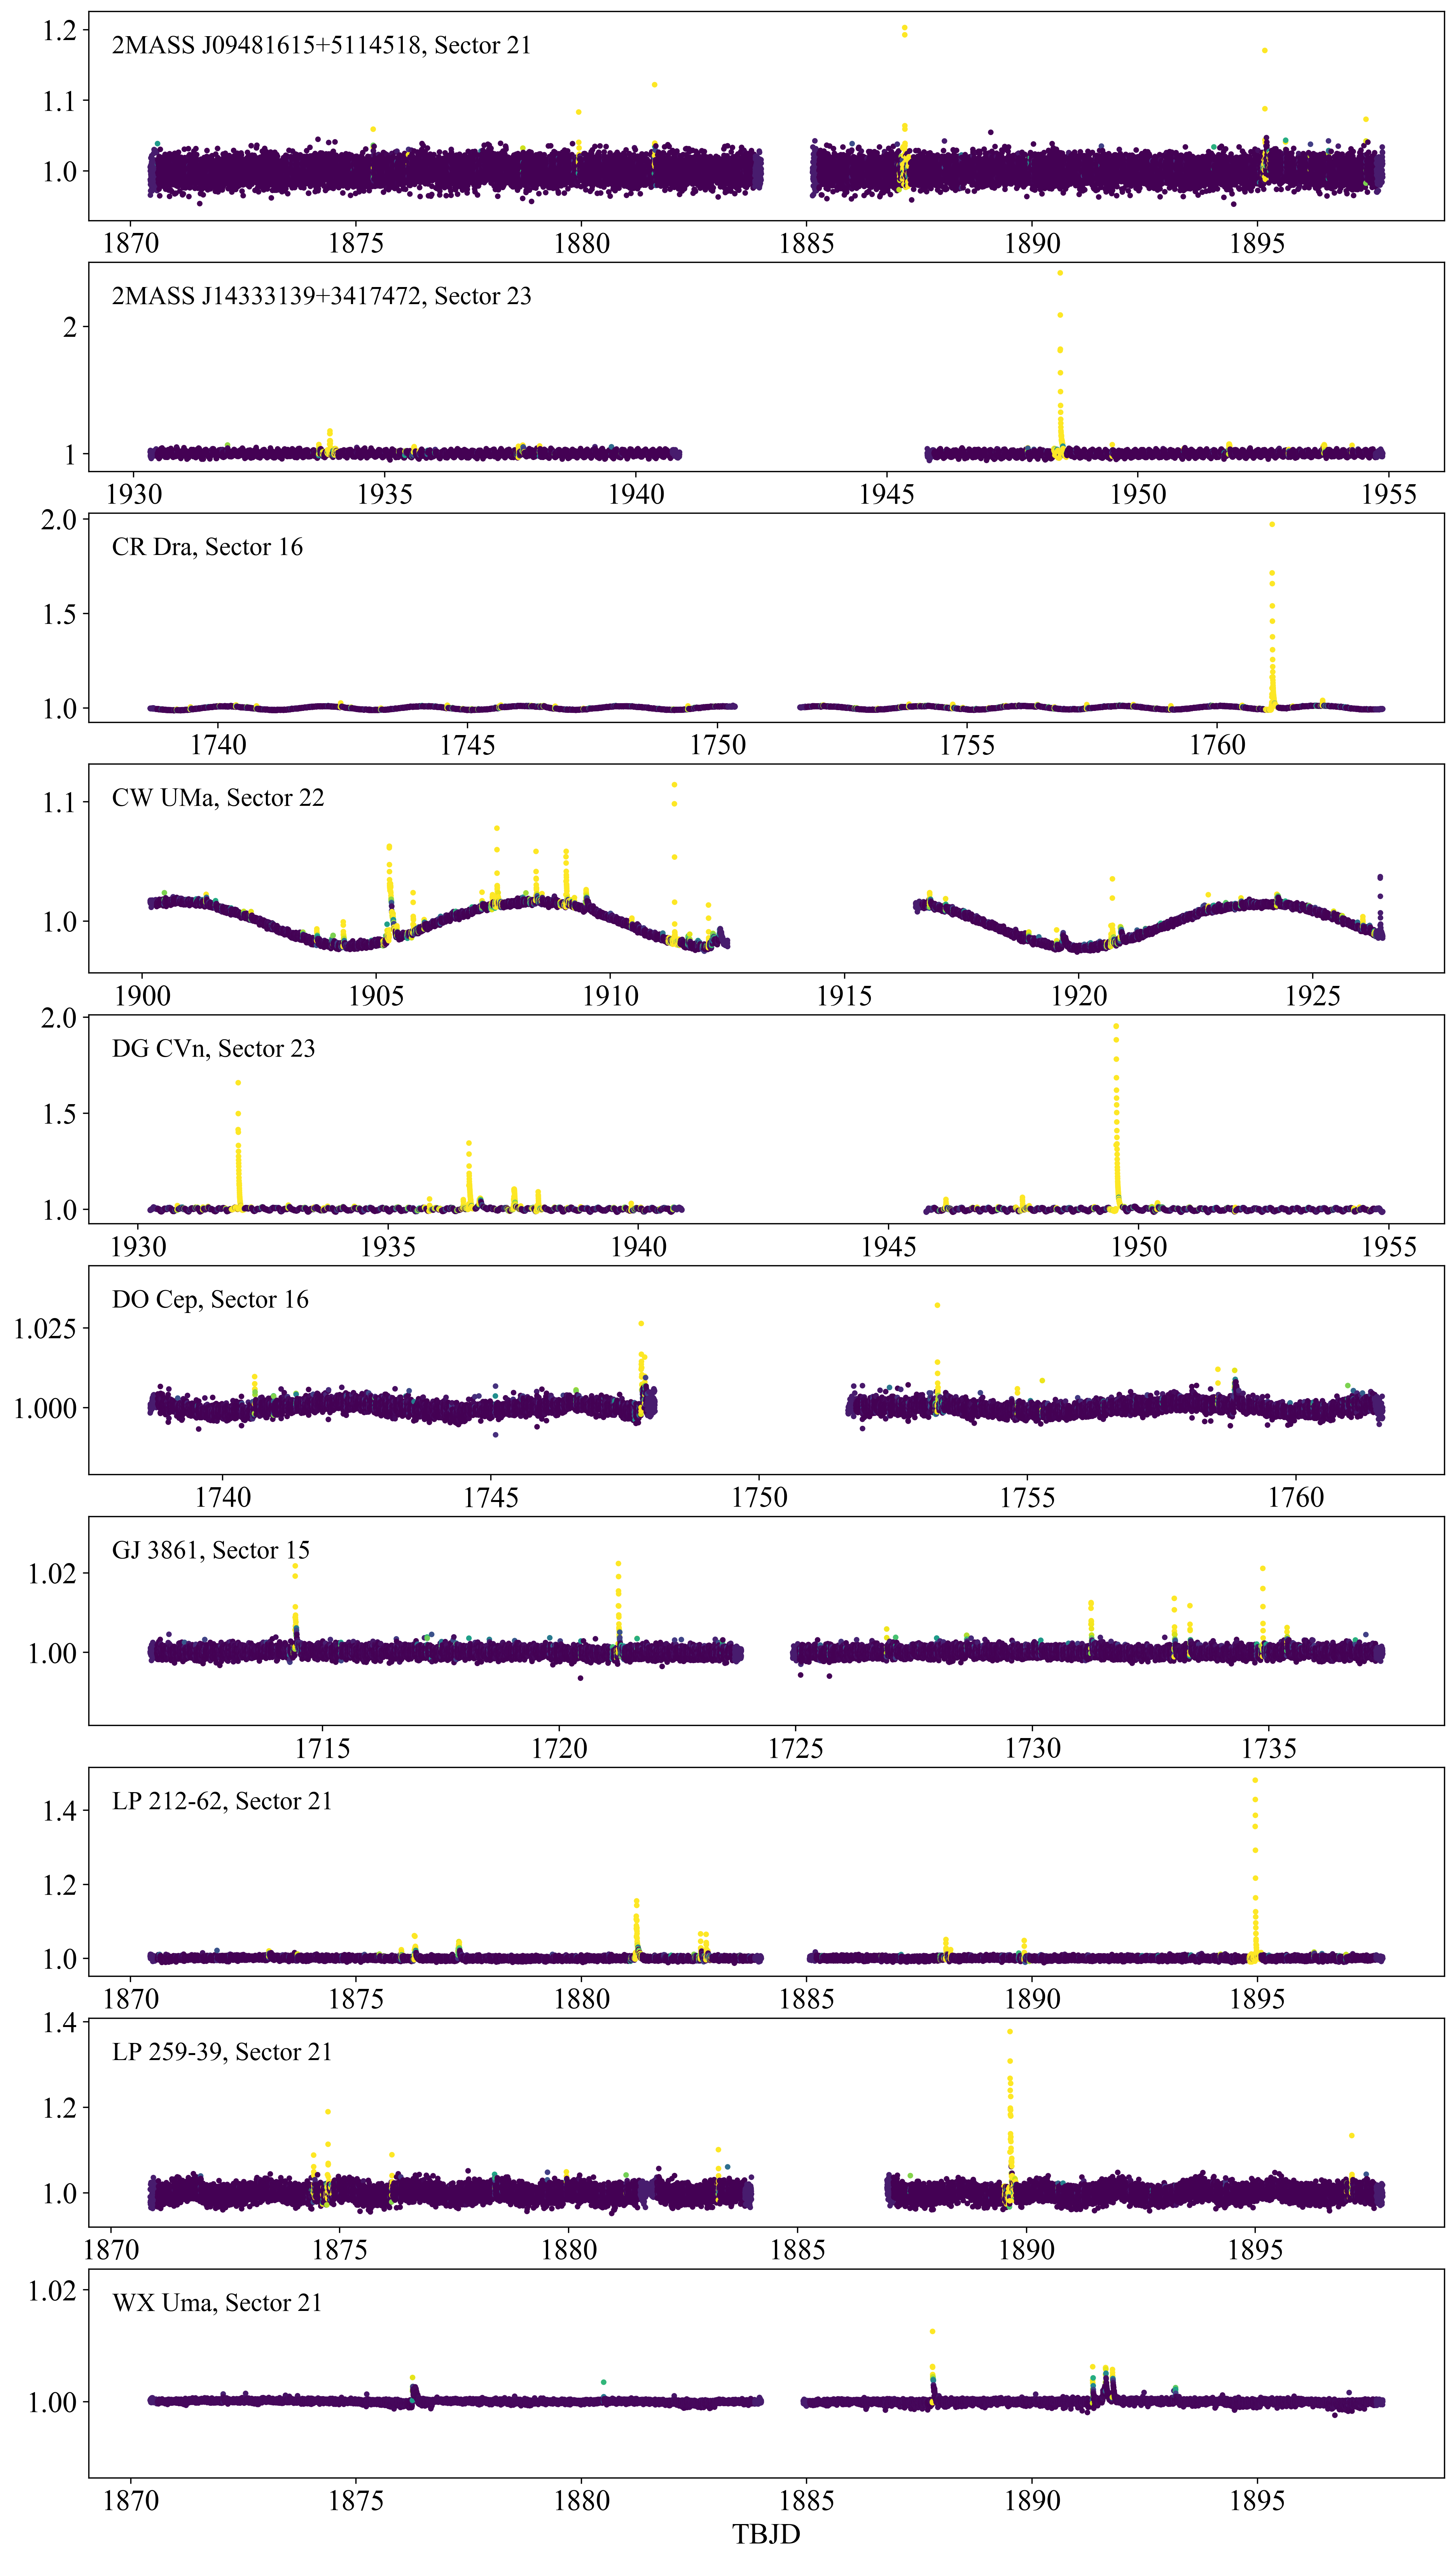 1.2
2MASS J09481615+5114518, Sector 21
1.1
1.0
1870 1875 1880 1885 1890 1895
2MASS J14333139+3417472, Sector 23
2
1
1930 1935 1940 1945 1950 1955
2.0
CR Dra, Sector 16
1.5
1.0
1740 1745 1750 1755 1760
CW UMa, Sector 22
1.1
1.0
1900 1905 1910 1915 1920 1925
2.0
DG CVn, Sector 23
1.5
1.0
1930 1935 1940 1945 1950 1955
DO Cep, Sector 16
1.025
1.000
1740 1745 1750 1755 1760
GJ 3861, Sector 15
1.02
1.00
1715 1720 1725 1730 1735
LP 212-62, Sector 21
1.4
1.2
1.0
1870 1875 1880 1885 1890 1895
1.4
LP 259-39, Sector 21
1.2
1.0
1870 1875 1880 1885 1890 1895
1.02
WX Uma, Sector 21
1.00
1870 1875 1880 1885 1890 1895
TBJD